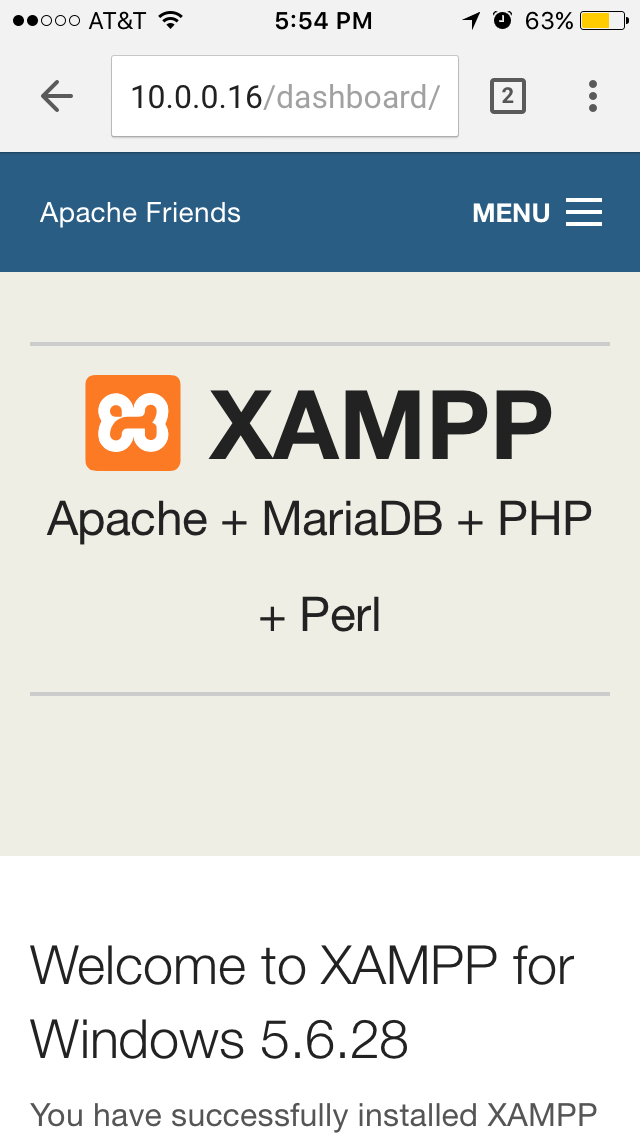 AT&T 5:54 PM 63%
10.0.0.16/dashboard/ 2
Apache Friends MENU
XAMPP
Apache + MariaDB + PHP
+ Perl
Welcome to XAMPP for
Windows 5.6.28
You have successfully installed XAMPP